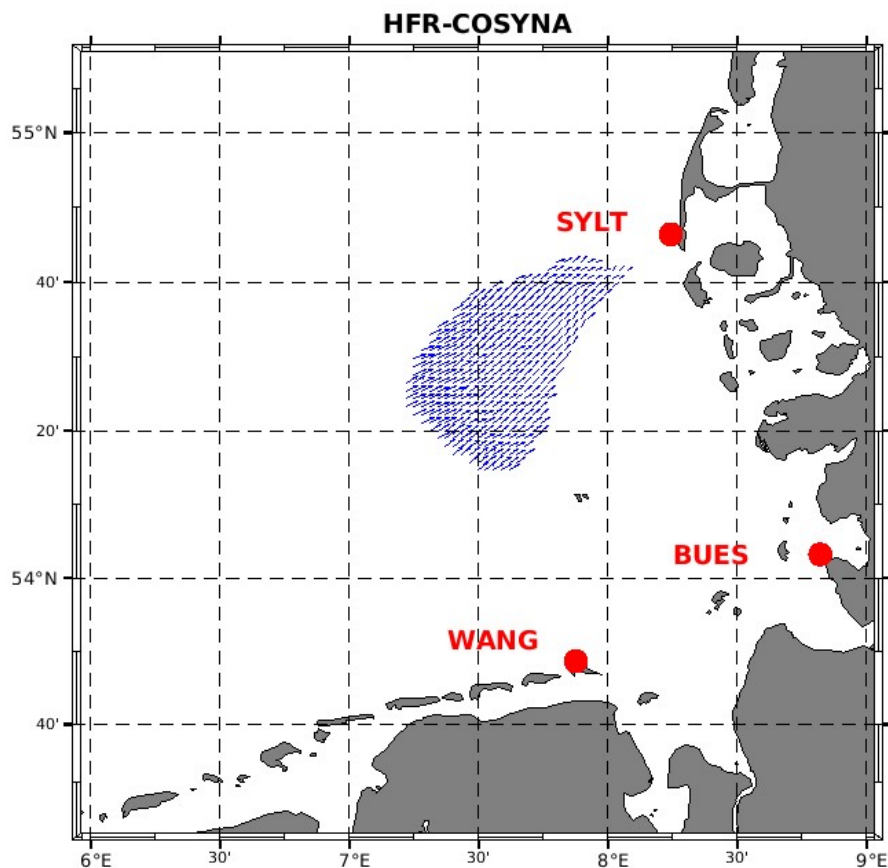 HFR-COSYNA
55°N
SYLT
40'
20'
BUES
54°N
WANG
40'
6°E 30' 7°E 30' 8°E 30' 9°E